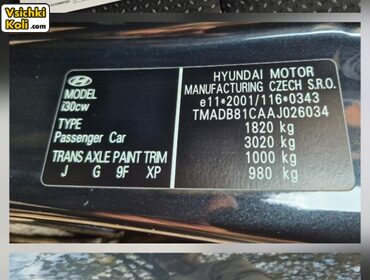 Vsichki
Koli.com
MODEL
i30cw
TYPE
Passenger Car
TRANS AXLE PAINT TRIM
J G 9F XP
HYUNDAI MOTOR
MANUFACTURING CZECH S.R.O.
e11*2001/116*0343
TMADB81CAAJ026034
1820 kg
3020 kg
1000 kg
980 kg